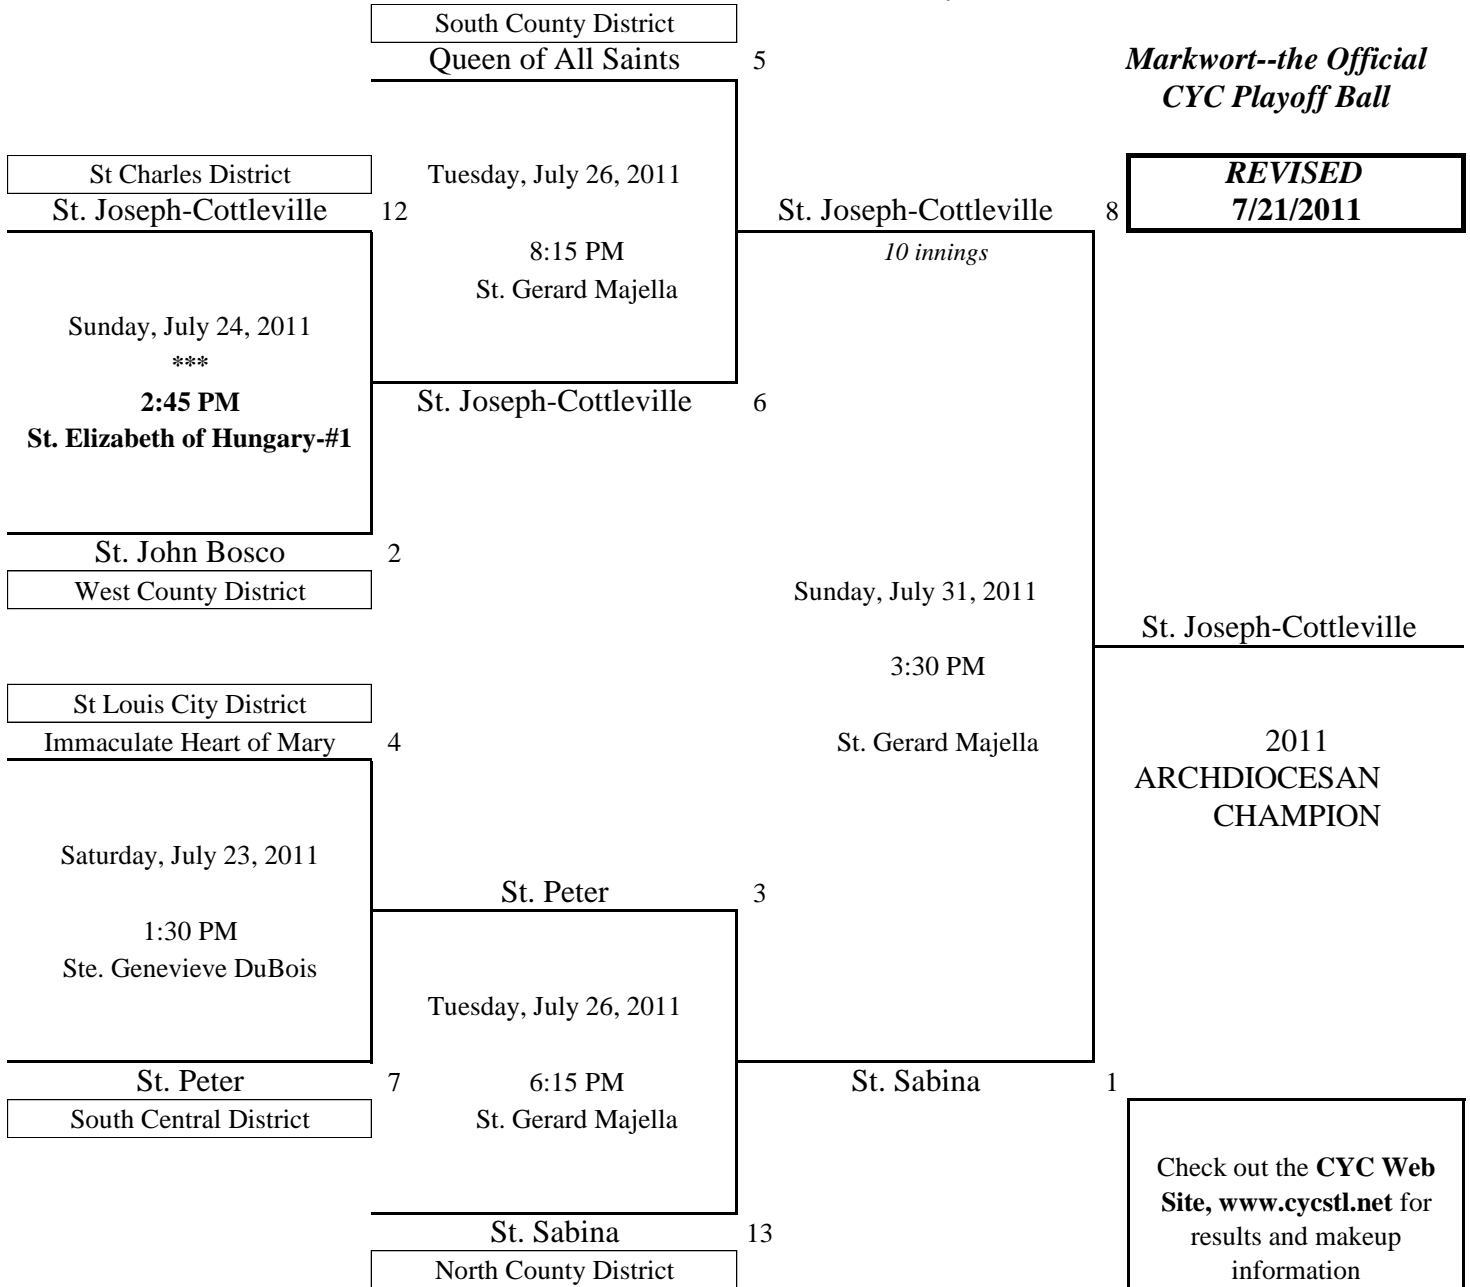 South County District
Queen of All Saints 5
Markwort--the Official
CYC Playoff Ball
St Charles District
Tuesday, July 26, 2011
REVISED
St. Joseph-Cottleville 12
St. Joseph-Cottleville 8
7/21/2011
8:15 PM
10 innings
St. Gerard Majella
Sunday, July 24, 2011
***
2:45 PM
St. Joseph-Cottleville 6
St. Elizabeth of Hungary-#1
St. John Bosco 2
West County District
Sunday, July 31, 2011
St. Joseph-Cottleville
3:30 PM
St Louis City District
Immaculate Heart of Mary 4
St. Gerard Majella
2011
ARCHDIOCESAN
CHAMPION
Saturday, July 23, 2011
St. Peter 3
1:30 PM
Ste. Genevieve DuBois
Tuesday, July 26, 2011
St. Peter 7
6:15 PM
St. Sabina 1
South Central District
St. Gerard Majella
Check out the CYC Web
Site, www.cycstl.net for
results and makeup
information
St. Sabina 13
North County District